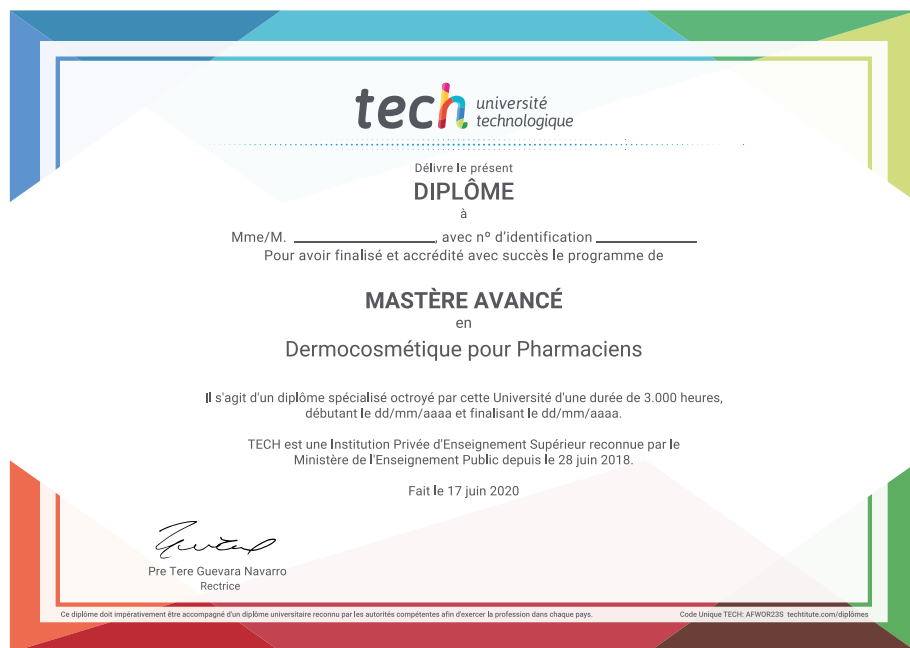 tech université
technologique
Délivre le présent
DIPLÔME
à
Mme/M. ____________, avec nº d'identification ____________
Pour avoir finalisé et accrédité avec succès le programme de
MASTÈRE AVANCÉ
en
Dermocosmétique pour Pharmaciens
Il s'agit d'un diplôme spécialisé octroyé par cette Université d'une durée de 3.000 heures,
débutant le dd/mm/aaaa et finalisant le dd/mm/aaaa.
TECH est une Institution Privée d'Enseignement Supérieur reconnue par le
Ministère de l'Enseignement Public depuis le 28 juin 2018.
Fait le 17 juin 2020
Pre Tere Guevara Navarro
Rectrice
Ce diplôme doit impérativement être accompagné d'un diplôme universitaire reconnu par les autorités compétentes afin d'exercer la profession dans chaque pays.
Code Unique TECH: AFWOR23S techtitute.com/diplômes